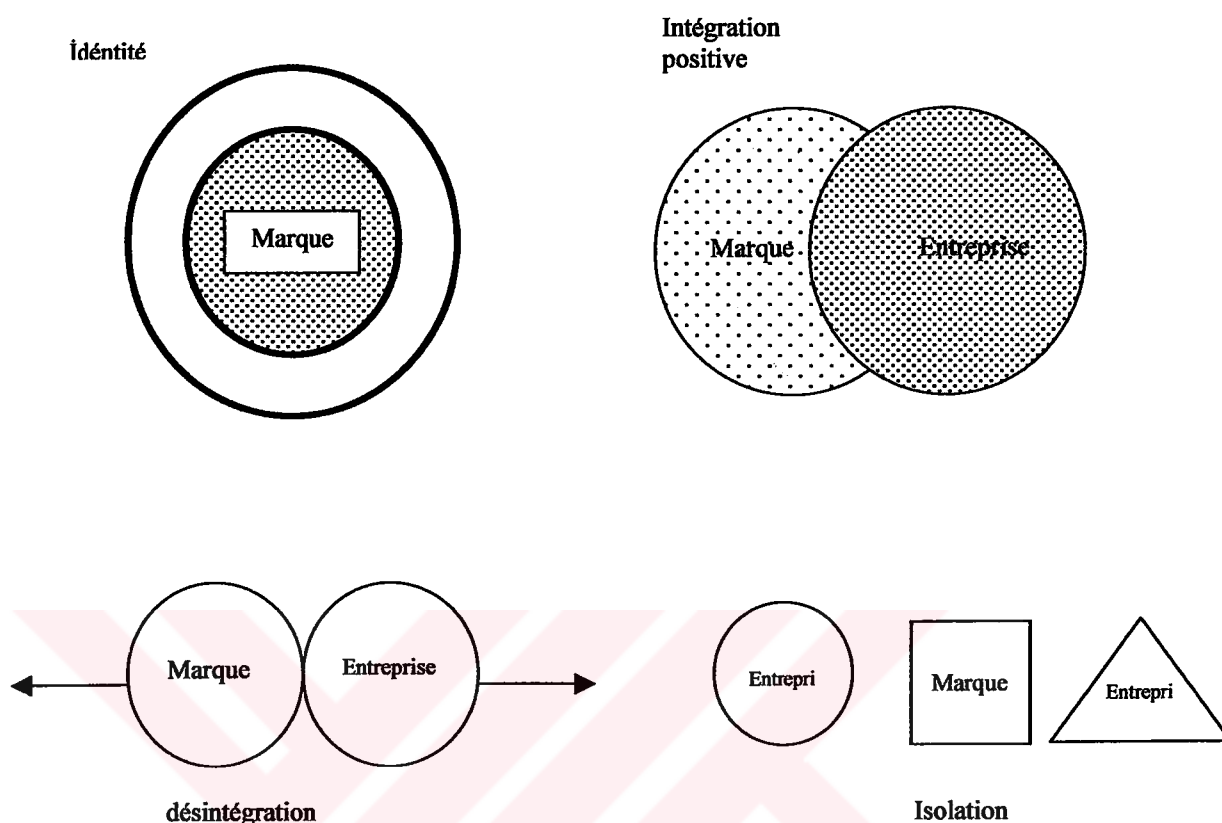 İdéntité
Intégration
positive
Marque
Marque
Entreprise
Marque
Entreprise
Entrepri
Marque
Entrepri
désintégration
Isolation